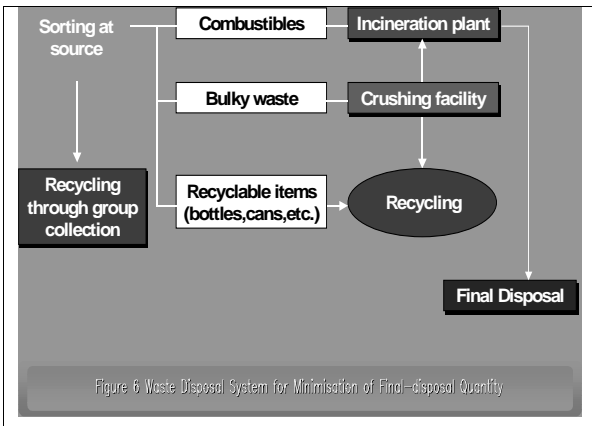 Sorting at
source
Combustibles
Incineration plant
Bulky waste
Crushing facility
Recycling
through group
collection
Recyclable items
(bottles,cans,etc.)
Recycling
Final Disposal
Figure 6 Waste Disposal System for Minimisation of Final-disposal Quantity